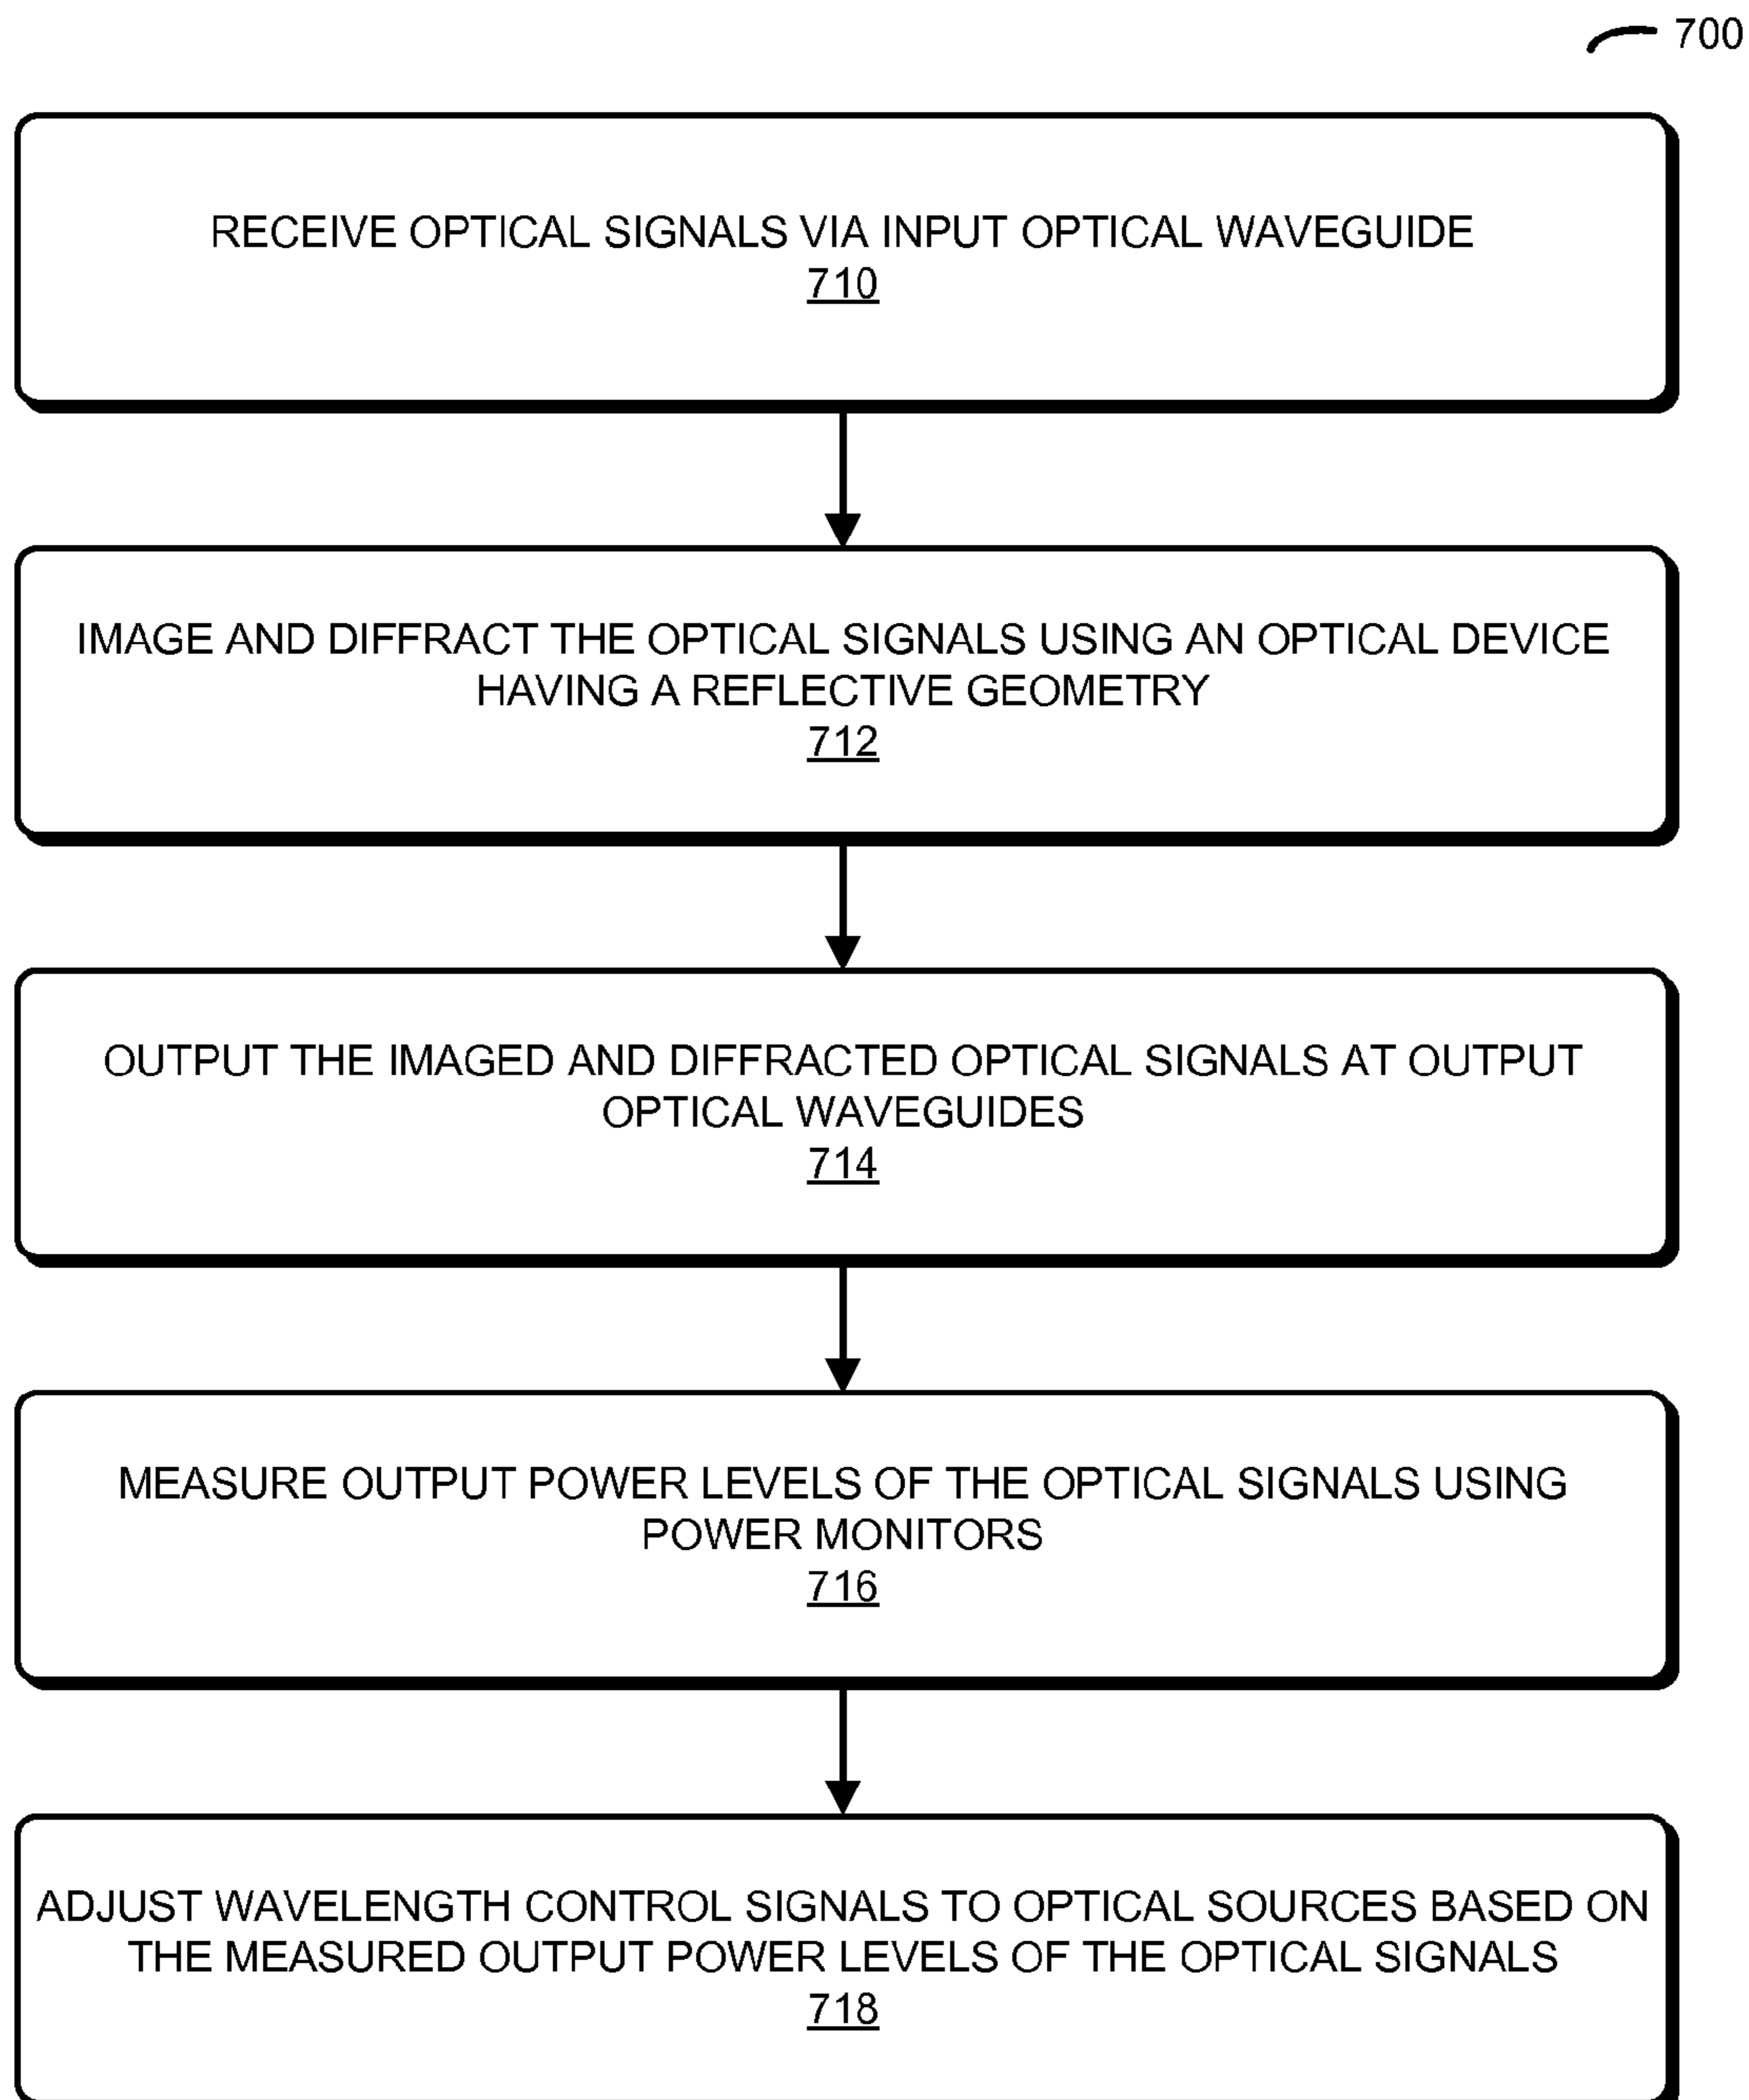 700
RECEIVE OPTICAL SIGNALS VIA INPUT OPTICAL WAVEGUIDE
710
IMAGE AND DIFFRACT THE OPTICAL SIGNALS USING AN OPTICAL DEVICE
HAVING A REFLECTIVE GEOMETRY
712
OUTPUT THE IMAGED AND DIFFRACTED OPTICAL SIGNALS AT OUTPUT
OPTICAL WAVEGUIDES
714
MEASURE OUTPUT POWER LEVELS OF THE OPTICAL SIGNALS USING
POWER MONITORS
716
ADJUST WAVELENGTH CONTROL SIGNALS TO OPTICAL SOURCES BASED ON
THE MEASURED OUTPUT POWER LEVELS OF THE OPTICAL SIGNALS
718